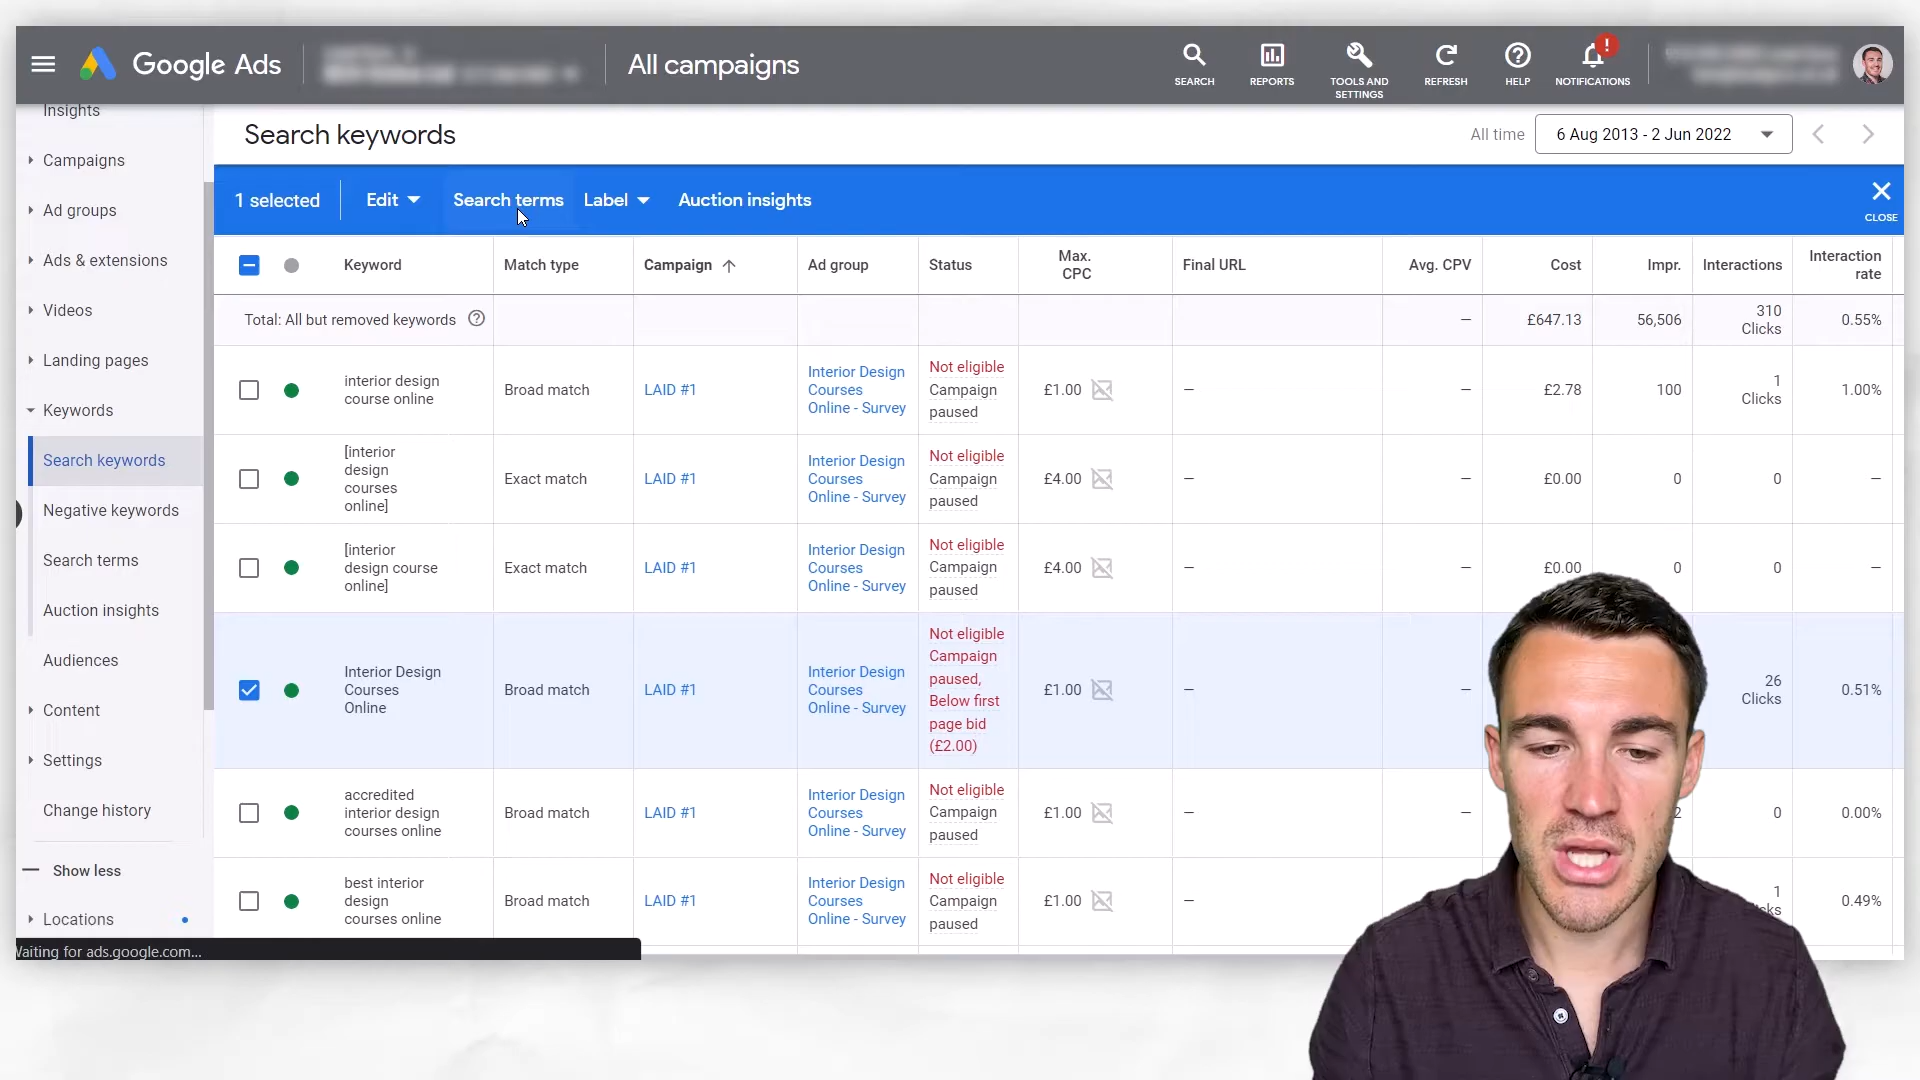 Google Ads
All campaigns
SEARCH
REPORTS
TOOLS AND
SETTINGS
REFRESH
HELP
!
NOTIFICATIONS
Insights
Campaigns
Ad groups
Ads & extensions
Videos
Landing pages
Keywords
Search keywords
Negative keywords
Search terms
Auction insights
Audiences
Content
Settings
Change history
Show less
Locations
Waiting for ads.google.com...
Search keywords
All time
6 Aug 2013 - 2 Jun 2022
1 selected
Edit
Search terms
Label
Auction insights
CLOSE
Keyword
Match type
Campaign
Ad group
Status
Max.
CPC
Final URL
Avg. CPV
Cost
Impr.
Interactions
Interaction
rate
Total: All but removed keywords
—
£647.13
56,506
310
Clicks
0.55%
interior design
course online
Broad match
LAID #1
Interior Design
Courses
Online - Survey
Not eligible
Campaign
paused
£1.00
—
—
£2.78
100
1
Clicks
1.00%
[interior
design
courses
online]
Exact match
LAID #1
Interior Design
Courses
Online - Survey
Not eligible
Campaign
paused
£4.00
—
—
£0.00
0
0
—
[interior
design course
online]
Exact match
LAID #1
Interior Design
Courses
Online - Survey
Not eligible
Campaign
paused
£4.00
—
—
£0.00
0
0
—
Interior Design
Courses
Online
Broad match
LAID #1
Interior Design
Courses
Online - Survey
Not eligible
Campaign
paused,
Below first
page bid
(£2.00)
£1.00
—
—
26
Clicks
0.51%
accredited
interior design
courses online
Broad match
LAID #1
Interior Design
Courses
Online - Survey
Not eligible
Campaign
paused
£1.00
—
—
2
0
0.00%
best interior
design
courses online
Broad match
LAID #1
Interior Design
Courses
Online - Survey
Not eligible
Campaign
paused
£1.00
—
—
1
0.49%